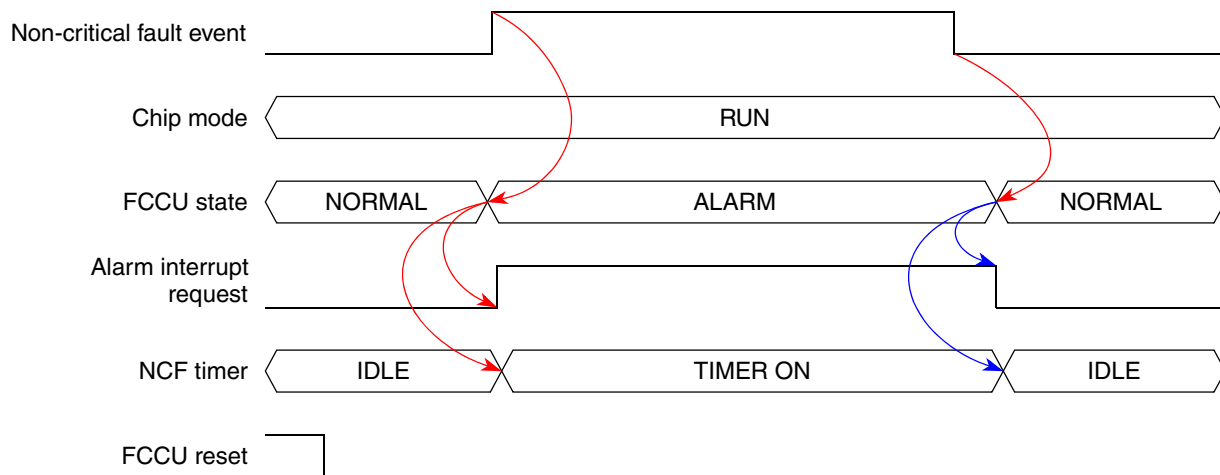 Non-critical fault event
Chip mode
RUN
FCCU state
NORMAL
ALARM
NORMAL
Alarm interrupt
request
NCF timer
IDLE
TIMER ON
IDLE
FCCU reset